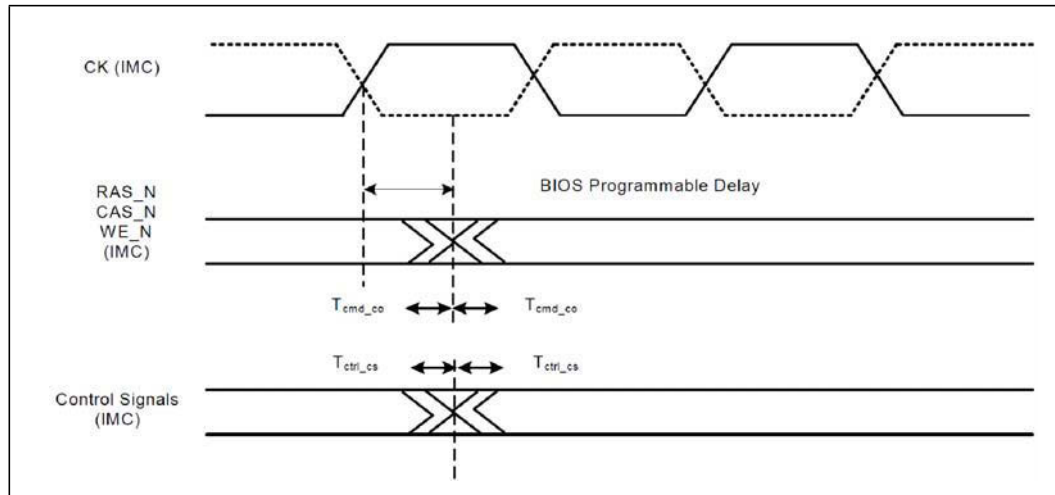 CK (IMC)
BIOS Programmable Delay
RAS_N
CAS_N
WE_N
(IMC)
Tcmd_co
Tcmd_co
Tctrl_cs
Tctrl_cs
Control Signals
(IMC)